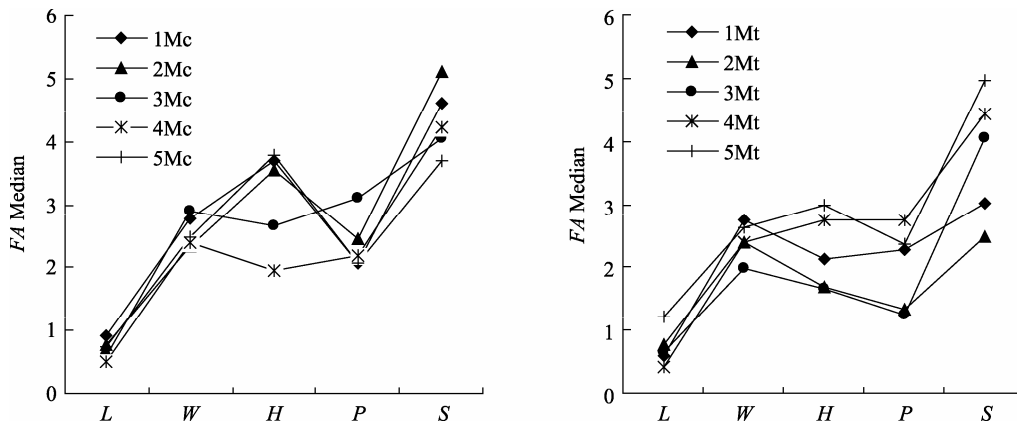 6
5
4
3
2
1
0
FA Median
1Mc
2Mc
3Mc
4Mc
5Mc
L W H P S
6
5
4
3
2
1
0
FA Median
1Mt
2Mt
3Mt
4Mt
5Mt
L W H P S